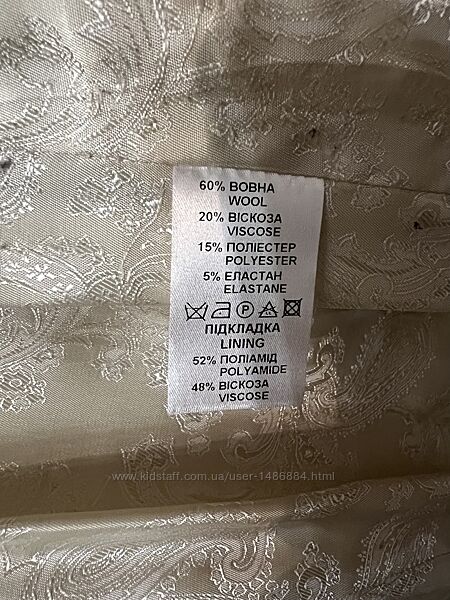 60% ВОВНА
WOOL
20% ВІСКОЗА
VISCOSE
15% ПОЛІЕСТЕР
POLYESTER
5% ЕЛАСТАН
ELASTANE
ПІДКЛАДКА
LINING
52% ПОЛІАМІД
POLYAMIDE
48% ВІСКОЗА
VISCOSE
www.kidstaff.com.ua/user-1486884.html